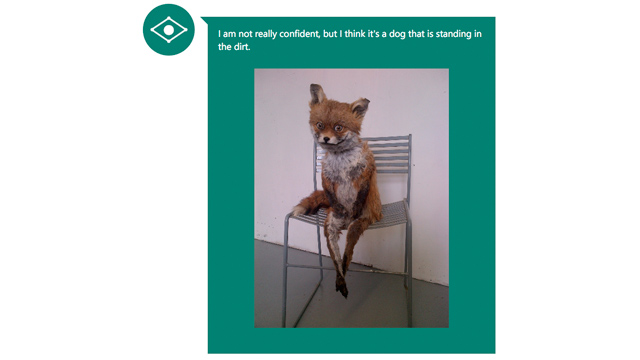 I am not really confident, but I think it's a dog that is standing in
the dirt.